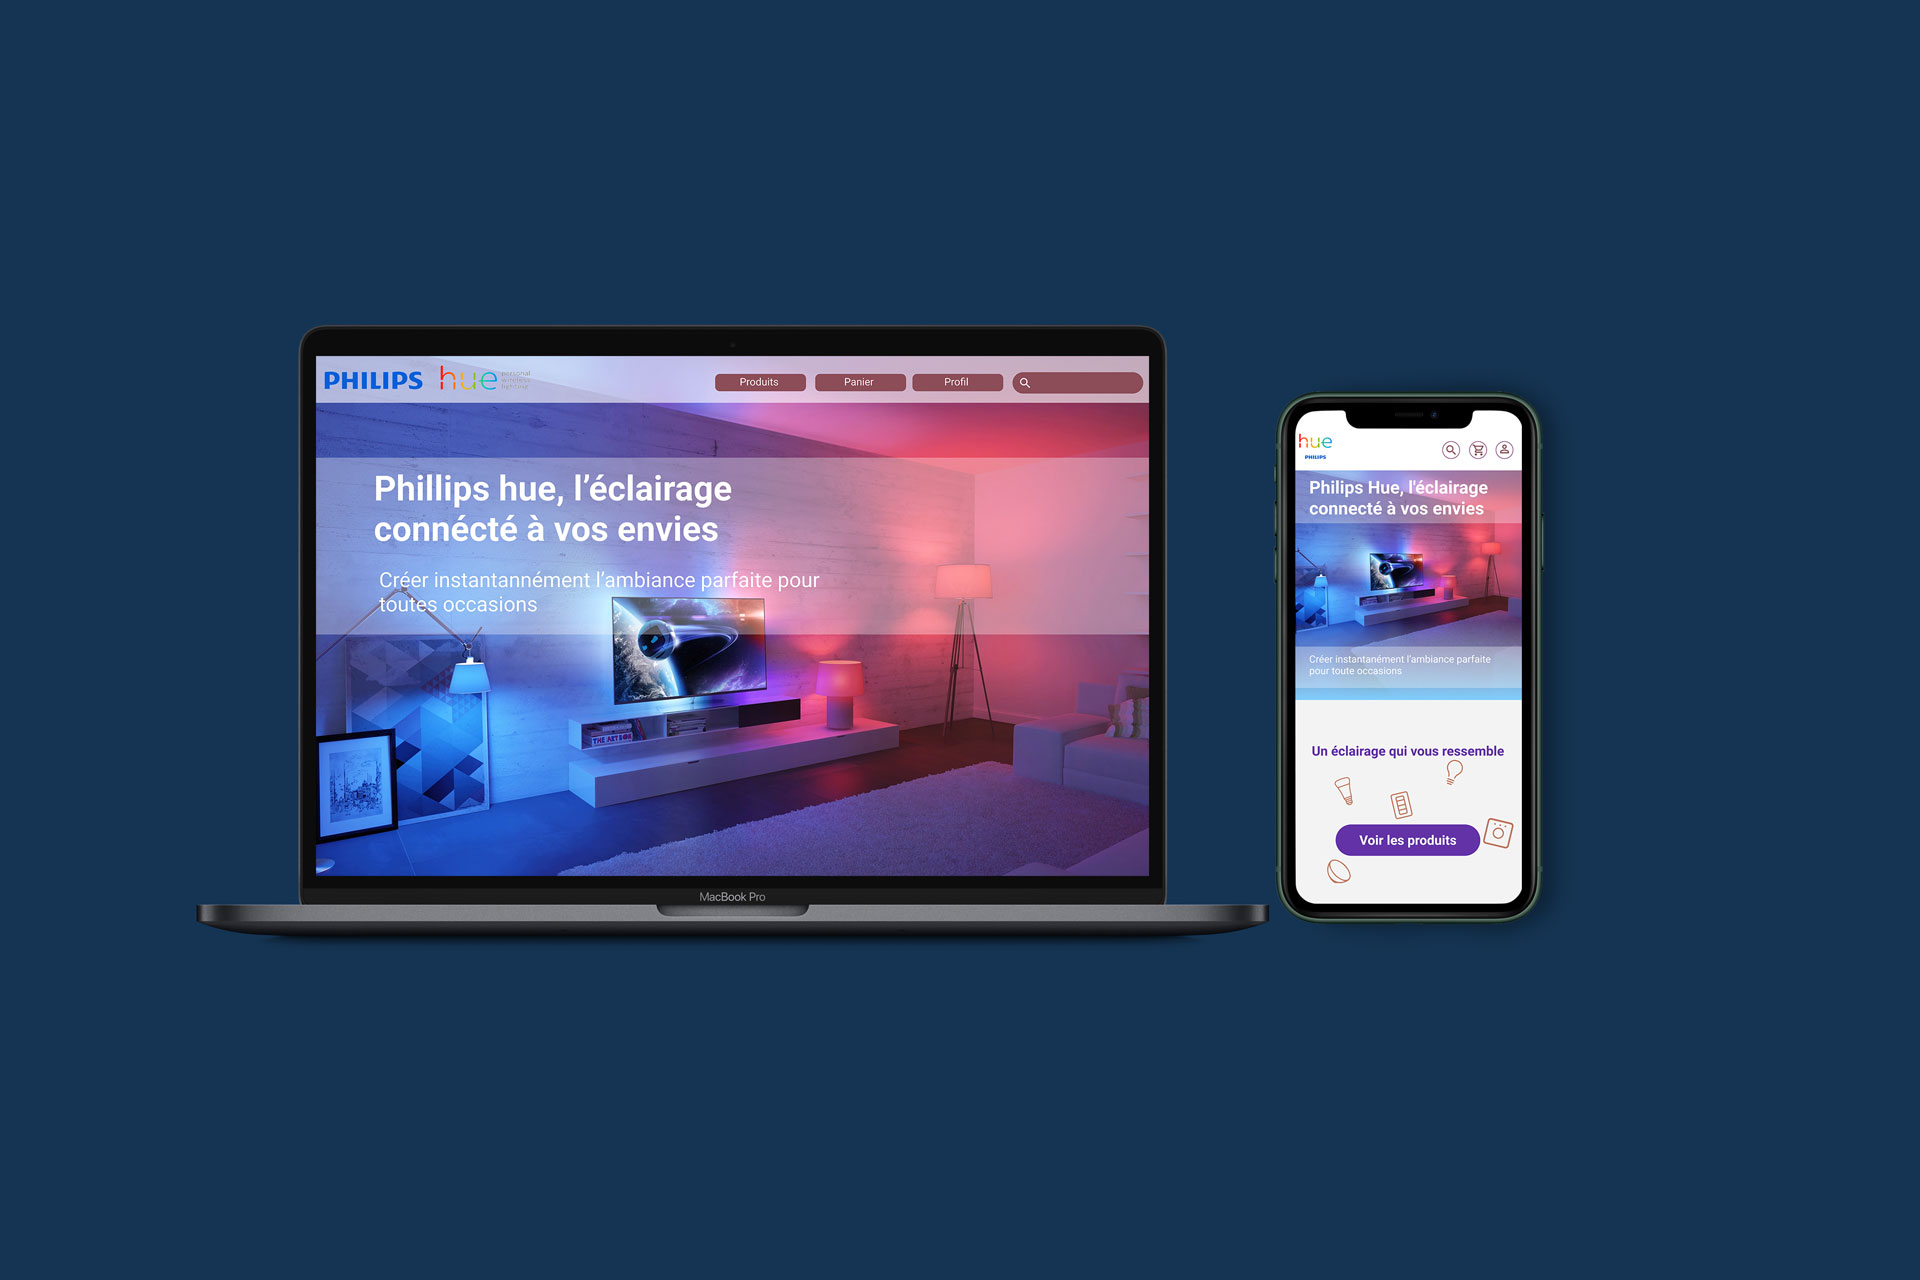 PHILIPS hue personal
wireless
lighting
Produits Panier Profil
Phillips hue, l’éclairage
connécté à vos envies
Créer instantannément l’ambiance parfaite pour
toutes occasions
THE ART BOOK
MacBook Pro
hue
PHILIPS
Philips Hue, l'éclairage
connecté à vos envies
Créer instantanément l’ambiance parfaite
pour toute occasions
Un éclairage qui vous ressemble
Voir les produits